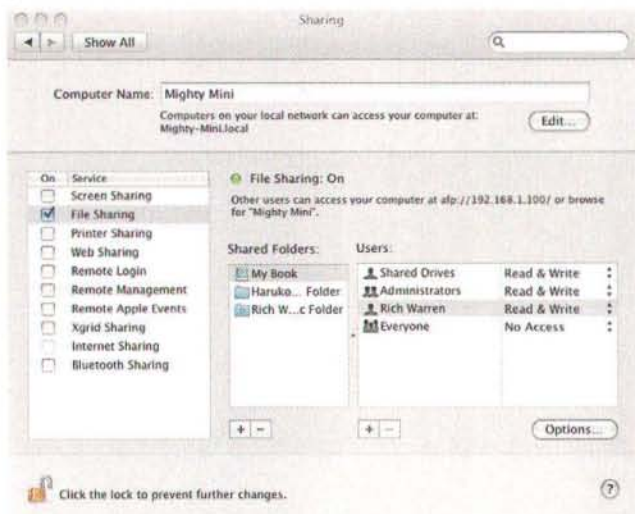 Sharing
Show All
Computer Name: Mighty Mini
Computers on your local network can access your computer at:
Mighty-Mini.local
Edit...
On Service
Screen Sharing
File Sharing
Printer Sharing
Web Sharing
Remote Login
Remote Management
Remote Apple Events
Xgrid Sharing
Internet Sharing
Bluetooth Sharing
File Sharing: On
Other users can access your computer at afp://192.168.1.100/ or browse
for "Mighty Mini".
Shared Folders:
My Book
Haruko... Folder
Rich W...c Folder
Users:
Shared Drives Read & Write
Administrators Read & Write
Rich Warren Read & Write
Everyone No Access
+ −
+ −
Options...
Click the lock to prevent further changes.
?